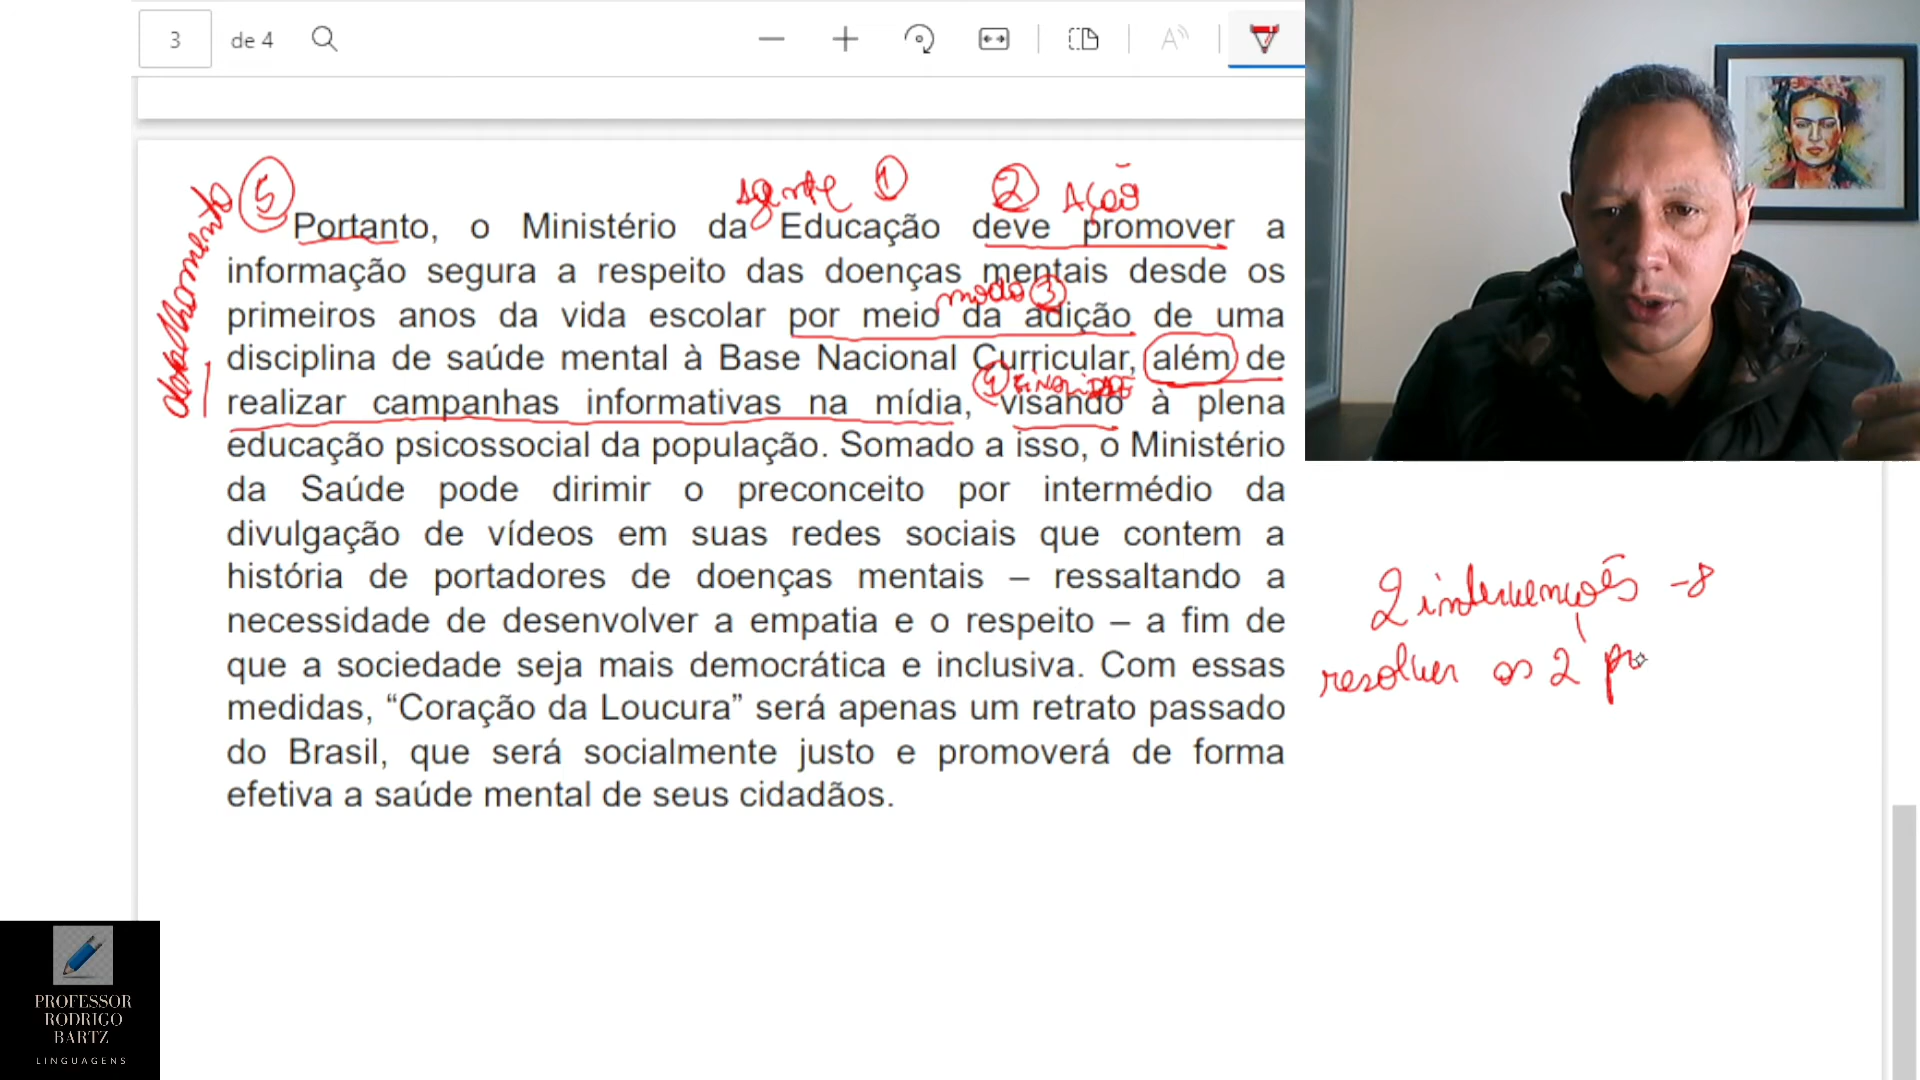 3 de 4
agente 1 2 Ação
5
detalhamento
Portanto, o Ministério da Educação deve promover a
informação segura a respeito das doenças mentais desde os
modo 3
primeiros anos da vida escolar por meio da adição de uma
disciplina de saúde mental à Base Nacional Curricular, além de
4 FINALIDADE
realizar campanhas informativas na mídia, visando à plena
educação psicossocial da população. Somado a isso, o Ministério
da Saúde pode dirimir o preconceito por intermédio da
divulgação de vídeos em suas redes sociais que contem a
história de portadores de doenças mentais – ressaltando a
necessidade de desenvolver a empatia e o respeito – a fim de
que a sociedade seja mais democrática e inclusiva. Com essas
medidas, “Coração da Loucura” será apenas um retrato passado
do Brasil, que será socialmente justo e promoverá de forma
efetiva a saúde mental de seus cidadãos.
2 intervenções
resolver os 2 pr
PROFESSOR
RODRIGO
BARTZ
LINGUAGENS